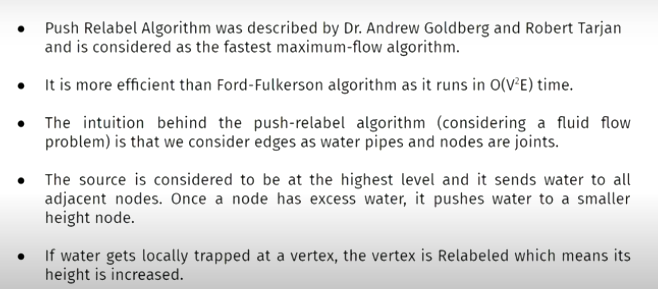 ● Push Relabel Algorithm was described by Dr. Andrew Goldberg and Robert Tarjan
and is considered as the fastest maximum-flow algorithm.
● It is more efficient than Ford-Fulkerson algorithm as it runs in O(V²E) time.
● The intuition behind the push-relabel algorithm (considering a fluid flow
problem) is that we consider edges as water pipes and nodes are joints.
● The source is considered to be at the highest level and it sends water to all
adjacent nodes. Once a node has excess water, it pushes water to a smaller
height node.
● If water gets locally trapped at a vertex, the vertex is Relabeled which means its
height is increased.